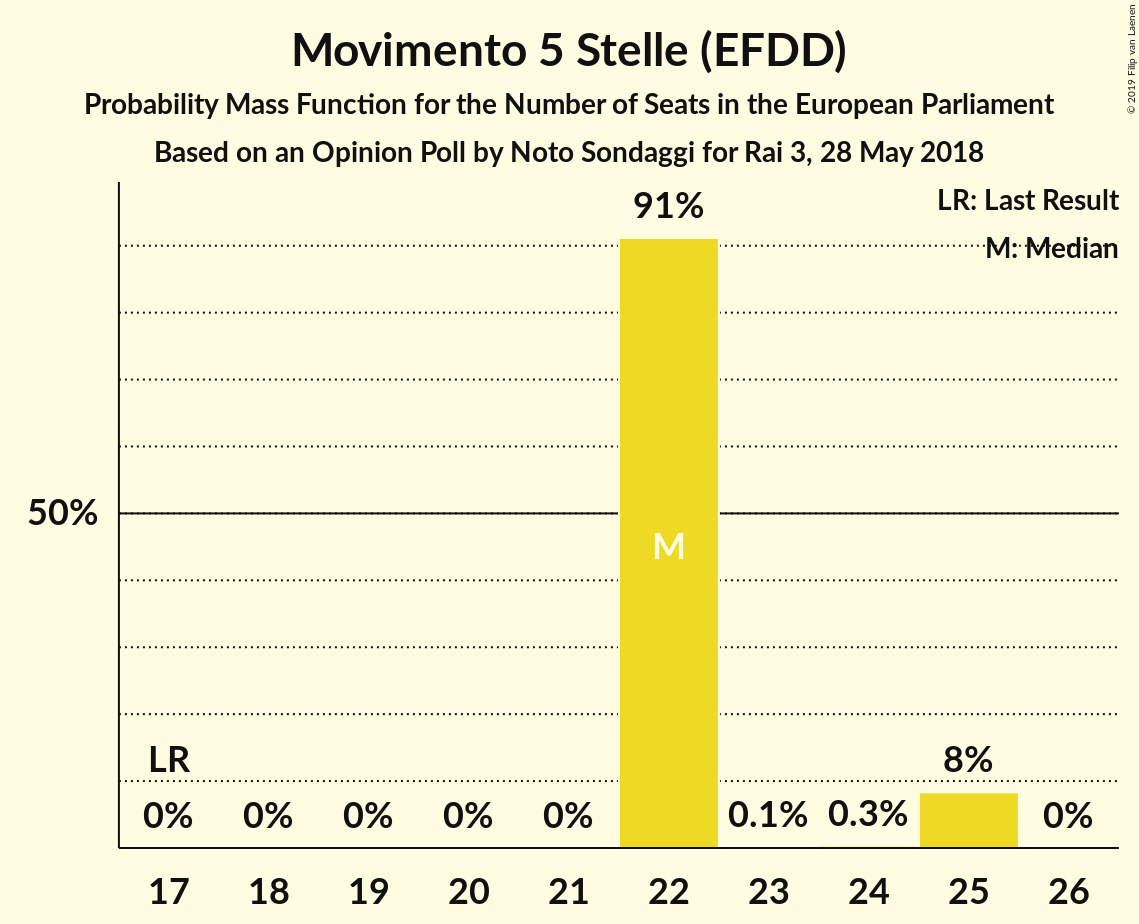 Movimento 5 Stelle (EFDD)
Probability Mass Function for the Number of Seats in the European Parliament
Based on an Opinion Poll by Noto Sondaggi for Rai 3, 28 May 2018
© 2019 Filip van Laenen
LR: Last Result
M: Median
91%
50%
M
LR
8%
0% 0% 0% 0% 0% 0.1% 0.3% 0%
17 18 19 20 21 22 23 24 25 26